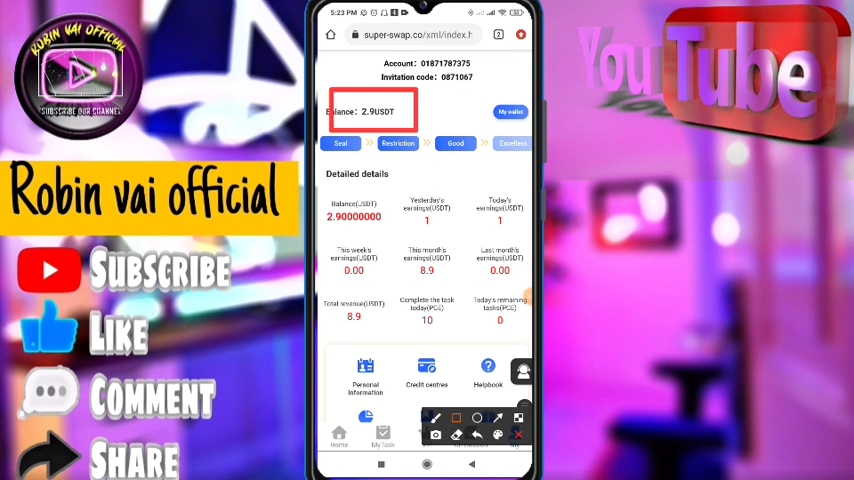 ROBIN VAI OFFICIAL
SUBSCRIBE OUR CHANNEL
Robin vai official
SUBSCRIBE
LIKE
COMMENT
SHARE
YouTube
5:23 PM
super-swap.co/xml/index.h
2
Account: 01871787375
Invitation code: 0871067
Balance: 2.9USDT
My wallet
Seal
Restriction
Good
Excellent
Detailed details
Balance(USDT)
2.90000000
Yesterday's
earnings(USDT)
1
Today's
earnings(USDT)
1
This week's
earnings(USDT)
0.00
This month's
earnings(USDT)
8.9
Last month's
earnings(USDT)
0.00
Total revenue(USDT)
8.9
Complete the task
today(PCE)
10
Today's remaining
tasks(PCE)
0
Personal
information
Credit centres
Helpbook
Home
MyTask